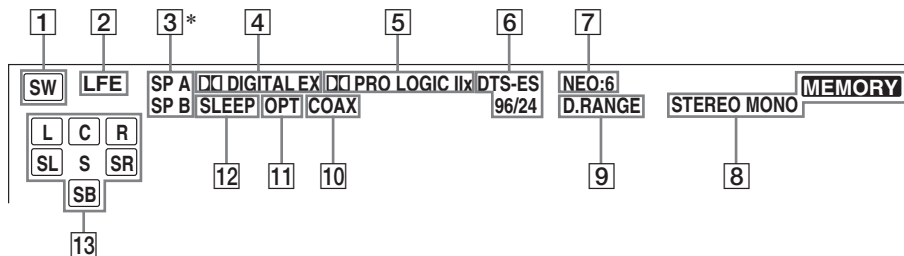 1 2 3 * 4 5 6 7
SW LFE SP A DIGITAL EX PRO LOGIC IIx DTS-ES NEO:6 MEMORY
SP B SLEEP OPT COAX 96/24 D.RANGE STEREO MONO
L C R
SL S SR
SB
12 11 10 9 8
13